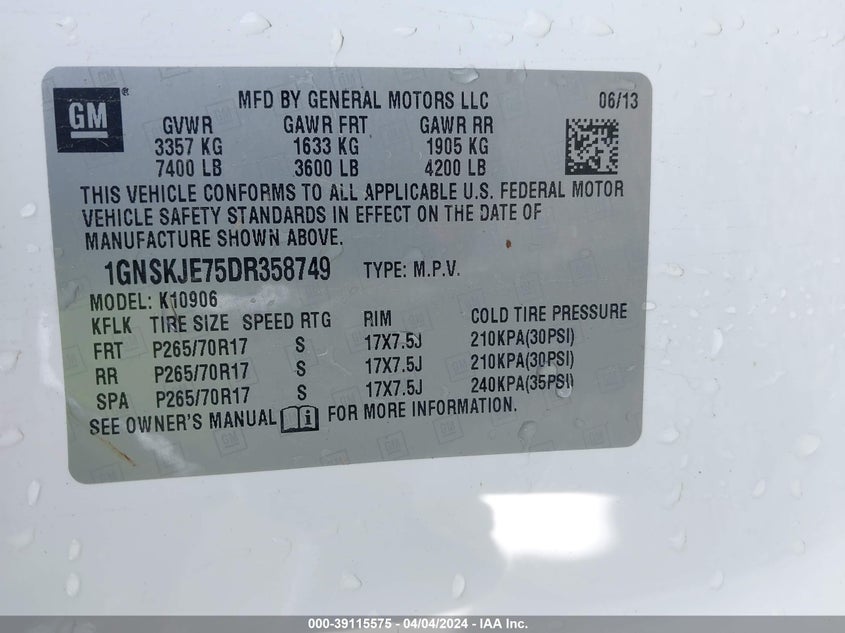 GM ® MFD BY GENERAL MOTORS LLC 06/13
GVWR GAWR FRT GAWR RR
3357 KG 1633 KG 1905 KG
7400 LB 3600 LB 4200 LB
THIS VEHICLE CONFORMS TO ALL APPLICABLE U.S. FEDERAL MOTOR
VEHICLE SAFETY STANDARDS IN EFFECT ON THE DATE OF
MANUFACTURE SHOWN ABOVE.
1GNSKJE75DR358749 TYPE: M.P.V.
MODEL: K10906
KFLK TIRE SIZE SPEED RTG RIM COLD TIRE PRESSURE
FRT P265/70R17 S 17X7.5J 210KPA(30PSI)
RR P265/70R17 S 17X7.5J 210KPA(30PSI)
SPA P265/70R17 S 17X7.5J 240KPA(35PSI)
SEE OWNER'S MANUAL FOR MORE INFORMATION.
000-39115575 - 04/04/2024 - IAA Inc.